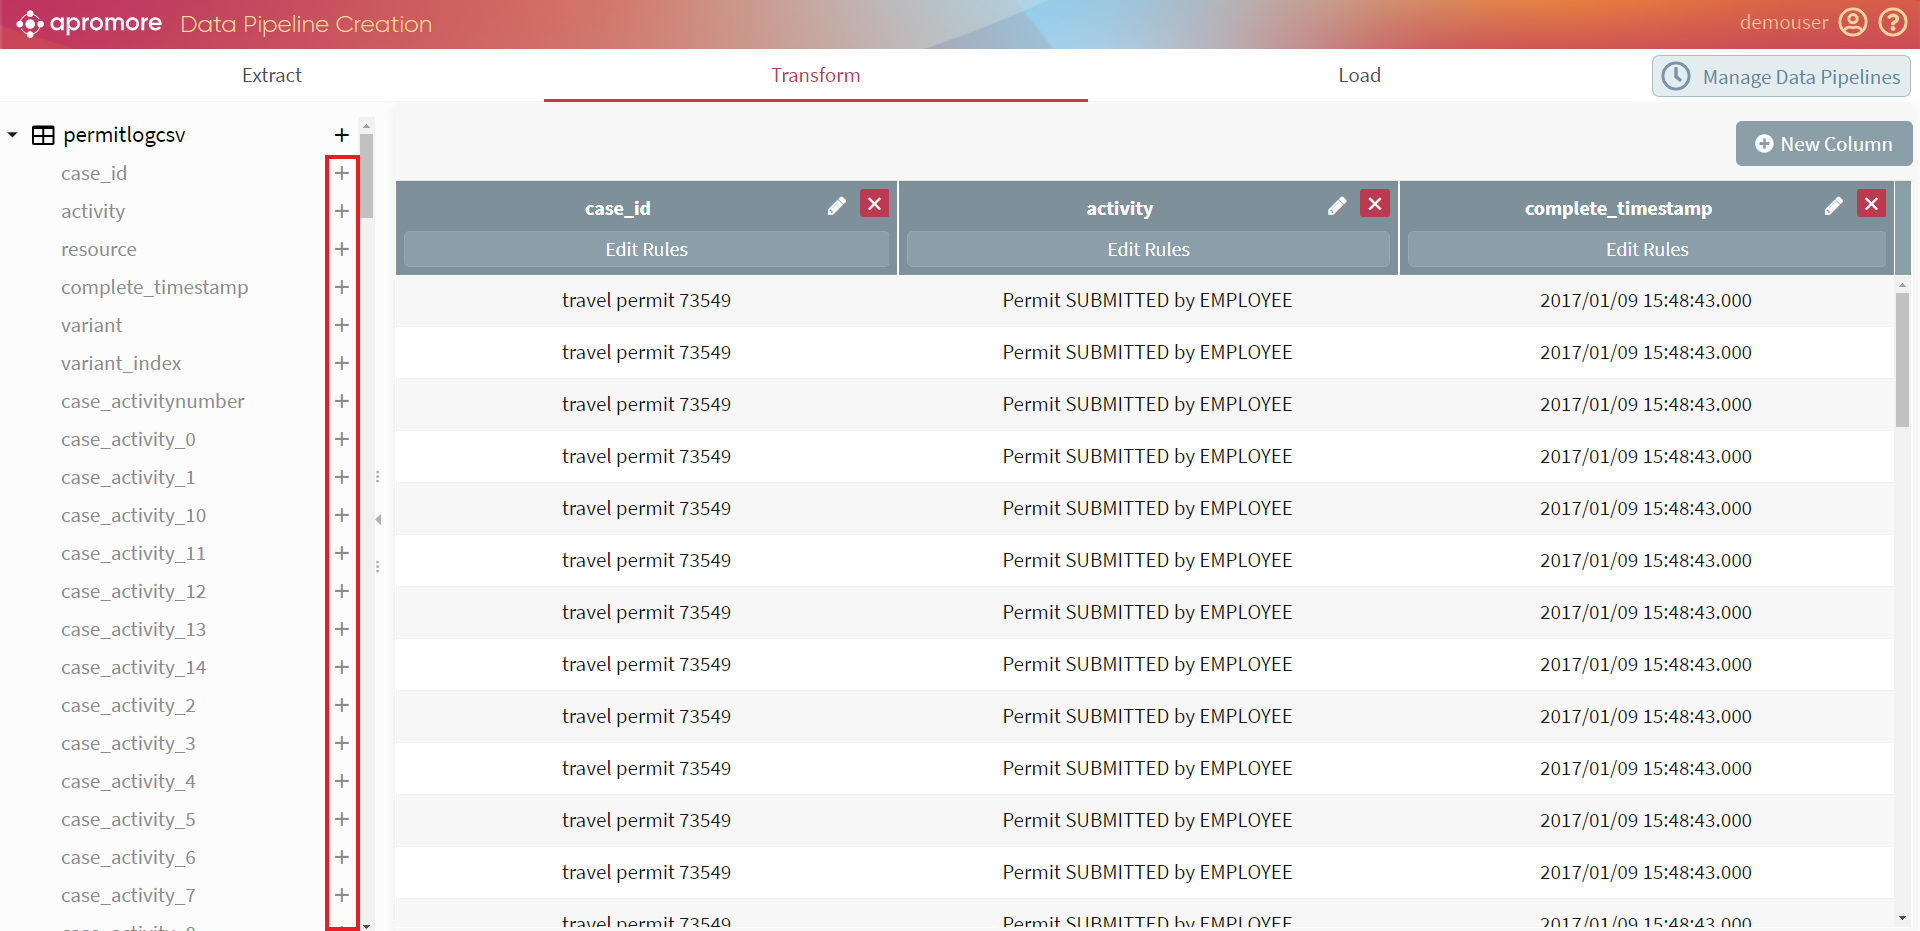 apromore Data Pipeline Creation demouser
Extract Transform Load Manage Data Pipelines
permitlogcsv
case_id
activity
resource
complete_timestamp
variant
variant_index
case_activitynumber
case_activity_0
case_activity_1
case_activity_10
case_activity_11
case_activity_12
case_activity_13
case_activity_14
case_activity_2
case_activity_3
case_activity_4
case_activity_5
case_activity_6
case_activity_7
New Column
case_id activity complete_timestamp
Edit Rules Edit Rules Edit Rules
travel permit 73549 Permit SUBMITTED by EMPLOYEE 2017/01/09 15:48:43.000
travel permit 73549 Permit SUBMITTED by EMPLOYEE 2017/01/09 15:48:43.000
travel permit 73549 Permit SUBMITTED by EMPLOYEE 2017/01/09 15:48:43.000
travel permit 73549 Permit SUBMITTED by EMPLOYEE 2017/01/09 15:48:43.000
travel permit 73549 Permit SUBMITTED by EMPLOYEE 2017/01/09 15:48:43.000
travel permit 73549 Permit SUBMITTED by EMPLOYEE 2017/01/09 15:48:43.000
travel permit 73549 Permit SUBMITTED by EMPLOYEE 2017/01/09 15:48:43.000
travel permit 73549 Permit SUBMITTED by EMPLOYEE 2017/01/09 15:48:43.000
travel permit 73549 Permit SUBMITTED by EMPLOYEE 2017/01/09 15:48:43.000
travel permit 73549 Permit SUBMITTED by EMPLOYEE 2017/01/09 15:48:43.000
travel permit 73549 Permit SUBMITTED by EMPLOYEE 2017/01/09 15:48:43.000
travel permit 73549 Permit SUBMITTED by EMPLOYEE 2017/01/09 15:48:43.000
travel permit 73549 Permit SUBMITTED by EMPLOYEE 2017/01/09 15:48:43.000